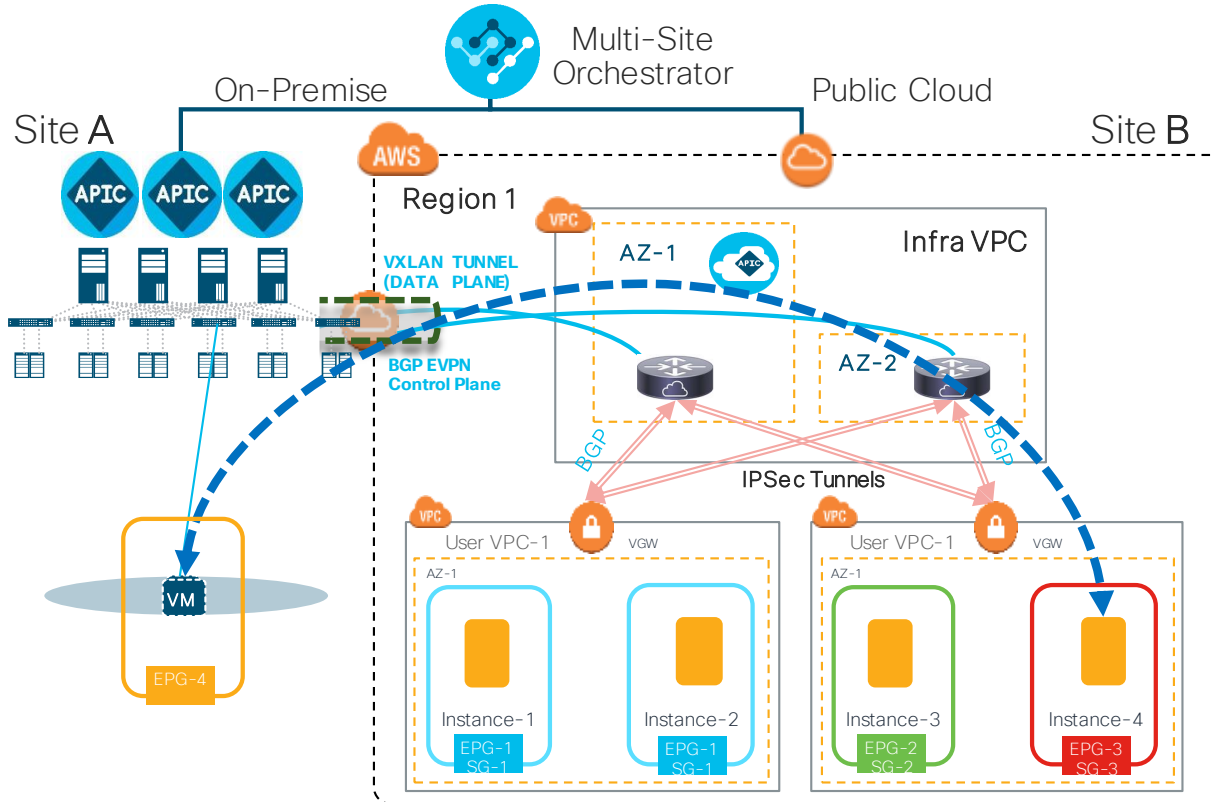 Multi-Site
Orchestrator
On-Premise
Public Cloud
Site A
Site B
AWS
APIC
APIC
APIC
Region 1
VPC
Infra VPC
AZ-1
APIC
VXLAN TUNNEL
(DATA PLANE)
AZ-2
BGP EVPN
Control Plane
BGP
BGP
IPSec Tunnels
VPC
User VPC-1
VGW
VPC
User VPC-1
VGW
AZ-1
AZ-1
VM
EPG-4
Instance-1
Instance-2
Instance-3
Instance-4
EPG-1
SG-1
EPG-1
SG-1
EPG-2
SG-2
EPG-3
SG-3